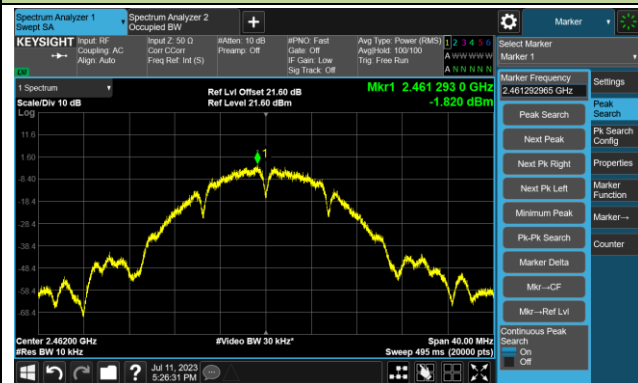 Spectrum Analyzer 1
Swept SA
Spectrum Analyzer 2
Occupied BW
Marker
KEYSIGHT
Input: RF
Coupling: AC
Align: Auto
Input Z: 50 Ω
Corr CCorr
Freq Ref: Int (S)
#Atten: 10 dB
Preamp: Off
#PNO: Fast
Gate: Off
IF Gain: Low
Sig Track: Off
Avg Type: Power (RMS)
Avg|Hold: 100/100
Trig: Free Run
1 2 3 4 5 6
A W W W W W
A N N N N N
LW
Select Marker
Marker 1
1 Spectrum
Scale/Div 10 dB
Log
Ref Lvl Offset 21.60 dB
Ref Level 21.60 dBm
Mkr1 2.461 293 0 GHz
-1.820 dBm
11.6
1.60
-8.40
-18.4
-28.4
-38.4
-48.4
-58.4
-68.4
1
Center 2.46200 GHz
#Res BW 10 kHz
#Video BW 30 kHz*
Span 40.00 MHz
Sweep 495 ms (20000 pts)
Marker Frequency
2.461292965 GHz
Peak Search
Next Peak
Next Pk Right
Next Pk Left
Minimum Peak
Pk-Pk Search
Marker Delta
Mkr→CF
Mkr→Ref Lvl
Continuous Peak
Search
On
Off
Settings
Peak
Search
Pk Search
Config
Properties
Marker
Function
Marker→
Counter
?
Jul 11, 2023
5:26:31 PM